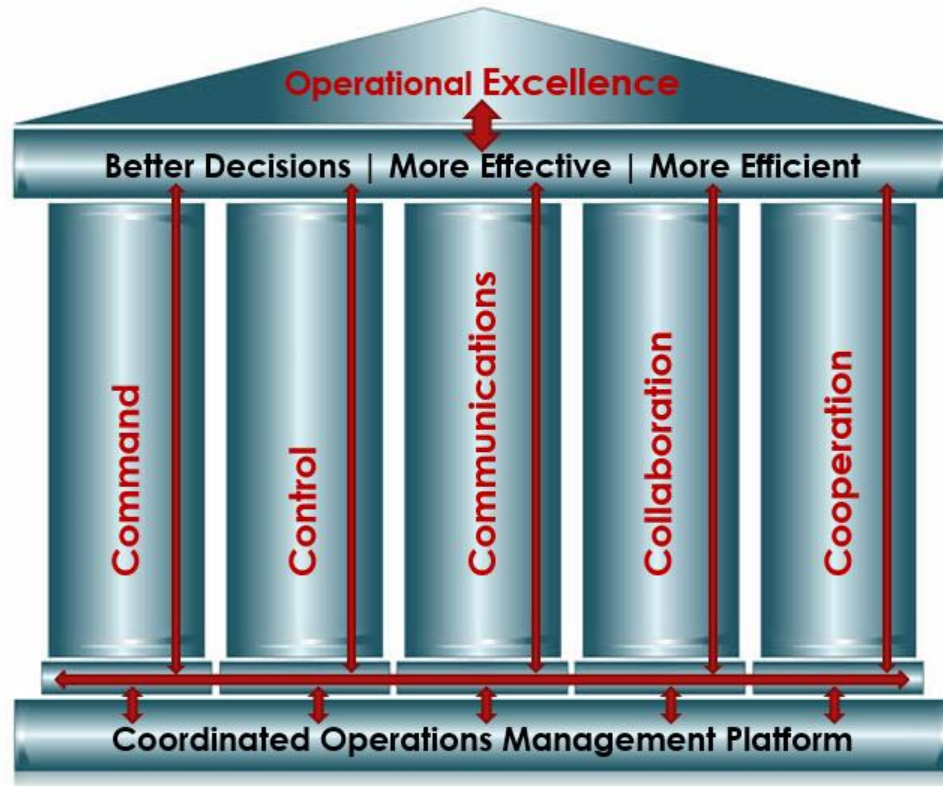 Operational Excellence
Better Decisions | More Effective | More Efficient
Command
Control
Communications
Collaboration
Cooperation
Coordinated Operations Management Platform